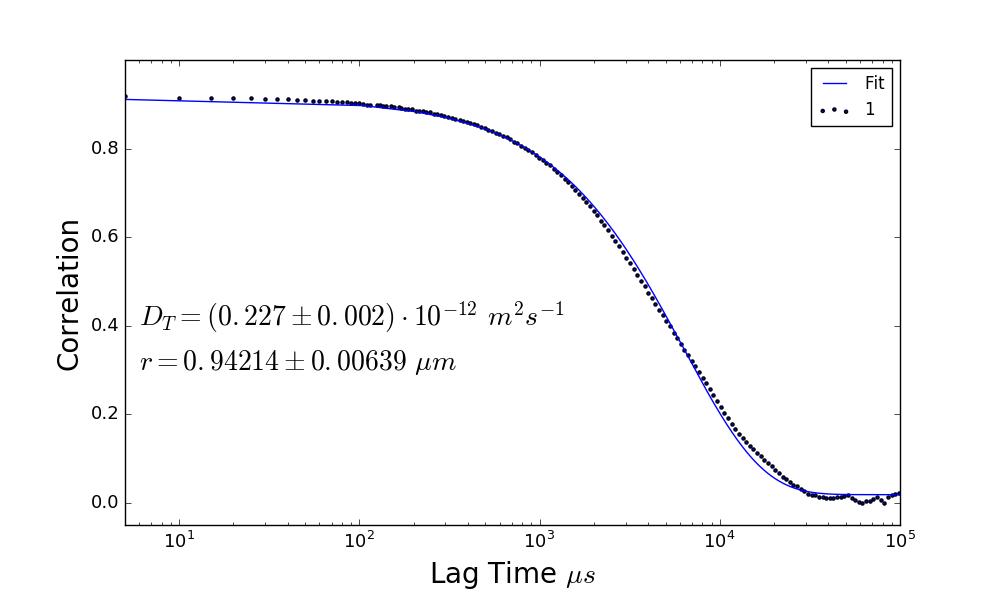 Fit
1
0.8
0.6
Correlation
0.4
D_T = (0.227 ± 0.002) · 10^{-12} m^2 s^{-1}
r = 0.94214 ± 0.00639 μm
0.2
0.0
10^1 10^2 10^3 10^4 10^5
Lag Time μs